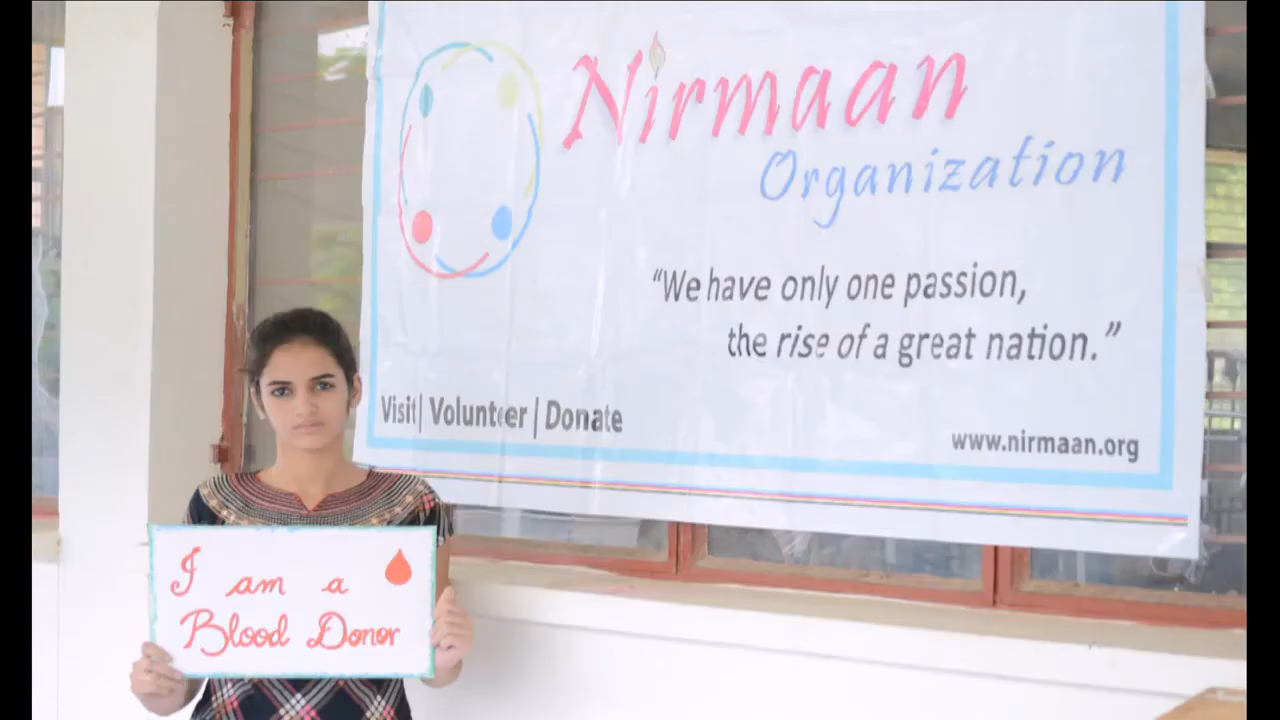 Nirmaan
Organization
“We have only one passion,
the rise of a great nation.”
Visit| Volunteer | Donate
www.nirmaan.org
I am a
Blood Donor